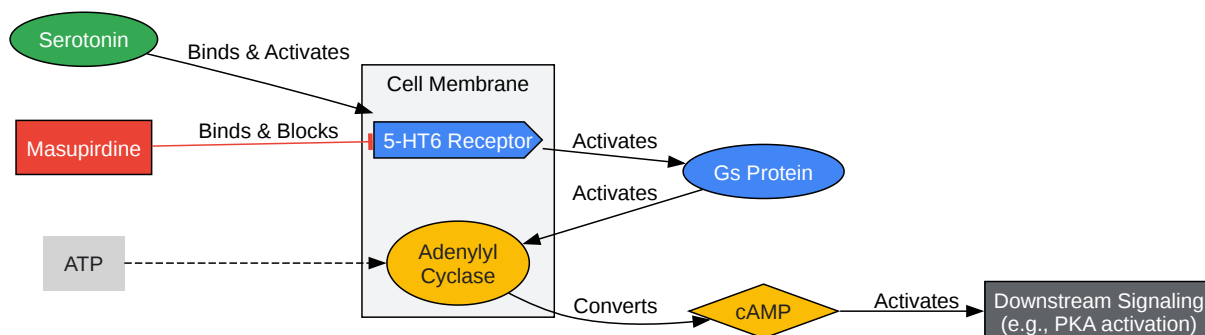 Serotonin
Binds & Activates
Cell Membrane
Masupirdine
Binds & Blocks
5-HT6 Receptor
Activates
Gs Protein
Activates
ATP
Adenylyl
Cyclase
Converts
cAMP
Activates
Downstream Signaling
(e.g., PKA activation)